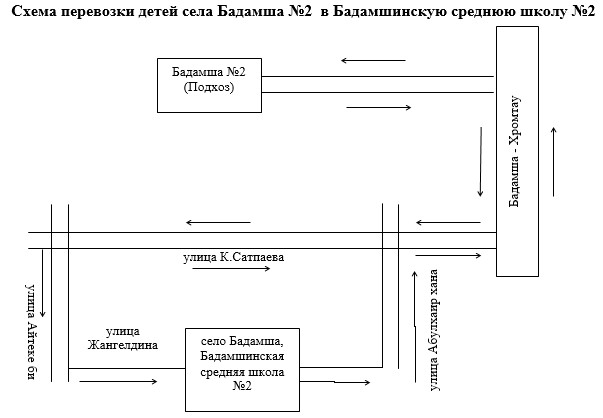 Схема перевозки детей села Бадамша №2 в Бадамшинскую среднюю школу №2
Бадамша №2
(Подхоз)
Бадамша - Хромтау
улица К.Сатпаева
улица Айтеке би
улица
Жангелдина
село Бадамша,
Бадамшинская
средняя школа
№2
улица Абулхаир хана